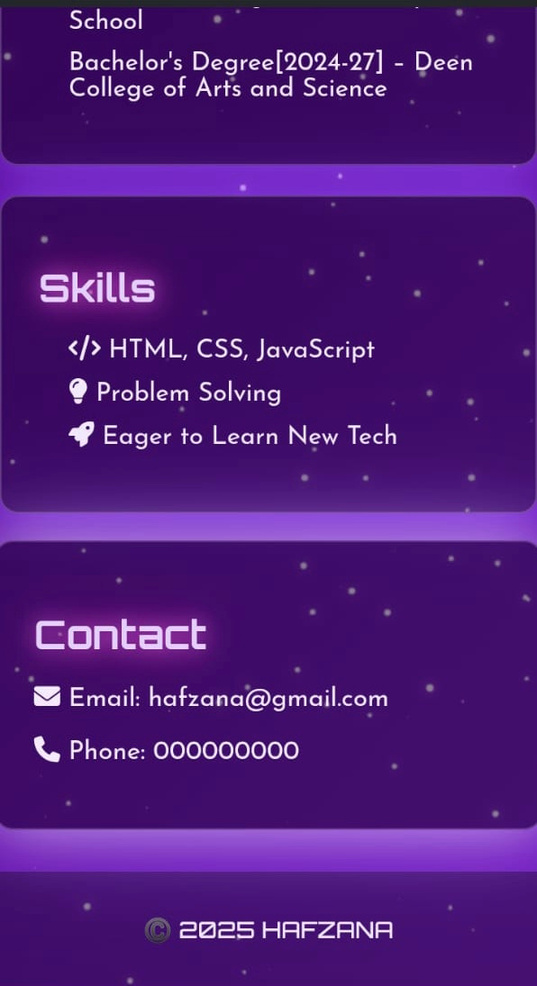 School
Bachelor's Degree[2024-27] – Deen
College of Arts and Science
Skills
</> HTML, CSS, JavaScript
Problem Solving
Eager to Learn New Tech
Contact
Email: hafzana@gmail.com
Phone: 000000000
© 2025 HAFZANA